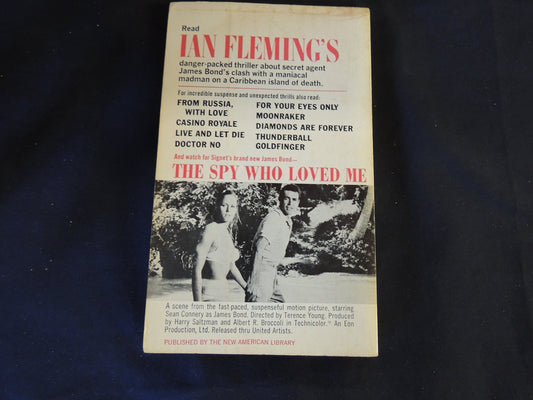 Read
IAN FLEMING'S
danger-packed thriller about secret agent
James Bond's clash with a maniacal
madman on a Caribbean island of death.
For incredible suspense and unexpected thrills also read:
FROM RUSSIA,
WITH LOVE
CASINO ROYALE
LIVE AND LET DIE
DOCTOR NO
FOR YOUR EYES ONLY
MOONRAKER
DIAMONDS ARE FOREVER
THUNDERBALL
GOLDFINGER
And watch for Signet's brand new James Bond—
THE SPY WHO LOVED ME
A scene from the fast-paced, suspenseful motion picture, starring
Sean Connery as James Bond. Directed by Terence Young. Produced
by Harry Saltzman and Albert R. Broccoli in Technicolor.® An Eon
Production, Ltd. Released thru United Artists.
PUBLISHED BY THE NEW AMERICAN LIBRARY